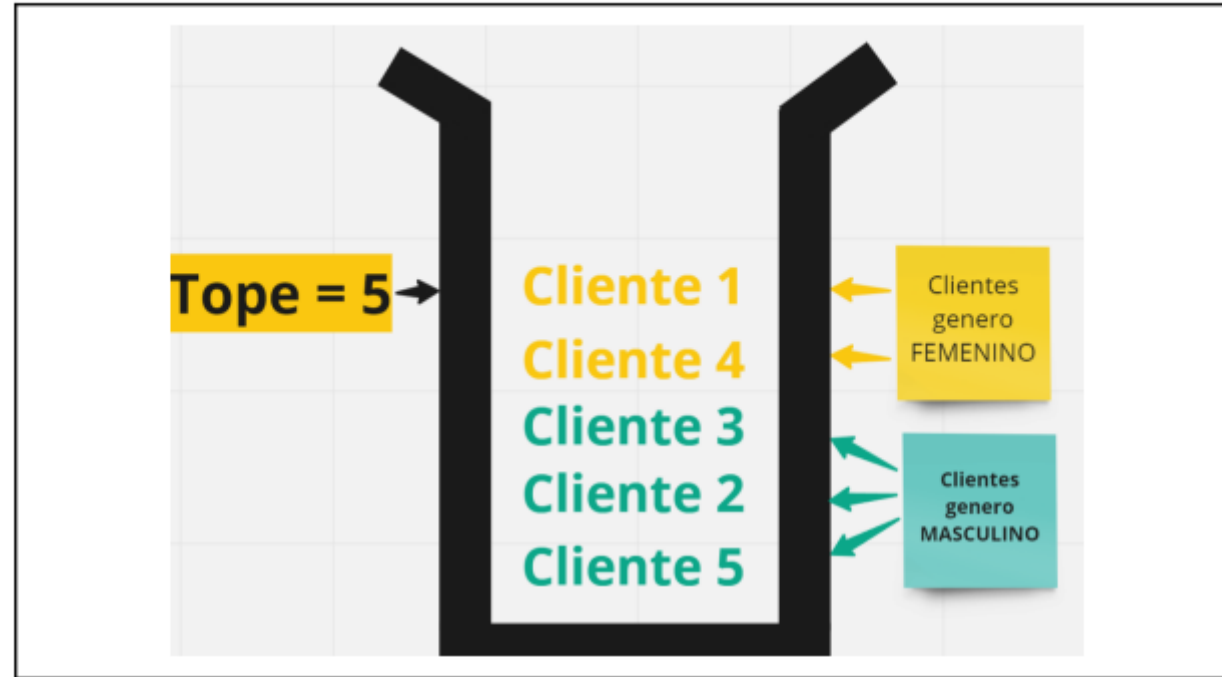 Tope = 5
Cliente 1
Cliente 4
Cliente 3
Cliente 2
Cliente 5
Clientes
genero
FEMENINO
Clientes
genero
MASCULINO